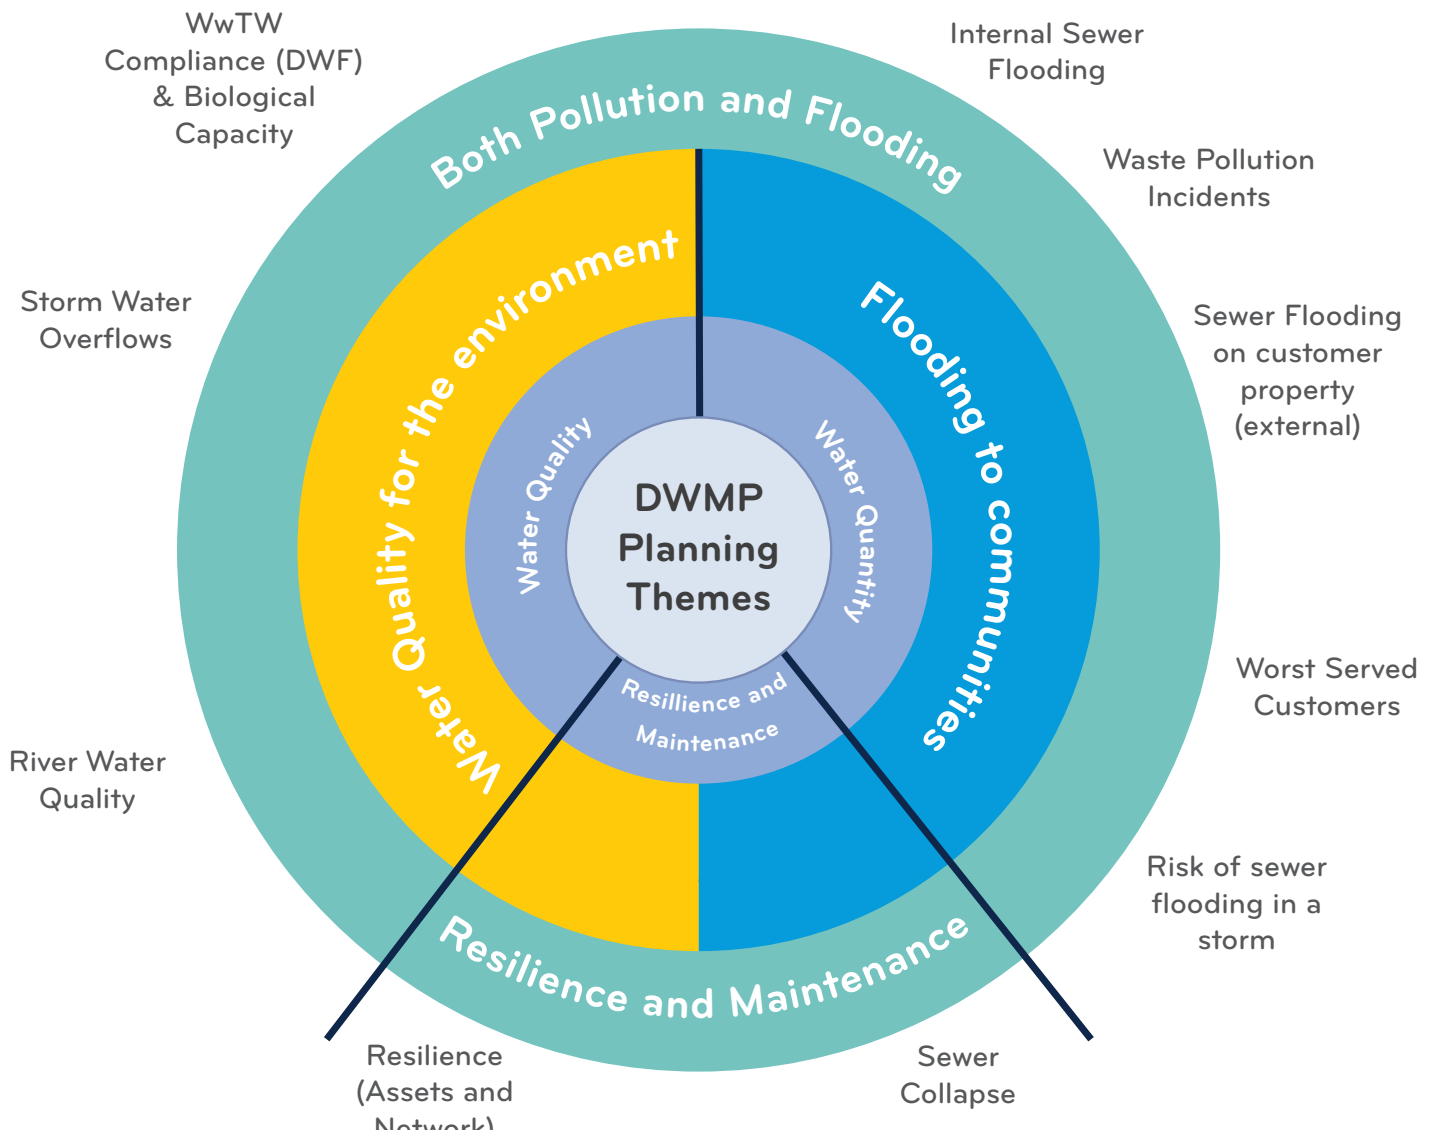 WwTW
Compliance (DWF)
& Biological
Capacity
Internal Sewer
Flooding
Both Pollution and Flooding
Waste Pollution
Incidents
Storm Water
Overflows
Sewer Flooding
on customer
property
(external)
Water Quality for the environment
Flooding to communities
Water Quality
Water Quantity
DWMP
Planning
Themes
Resillience and
Maintenance
Worst Served
Customers
River Water
Quality
Risk of sewer
flooding in a
storm
Resilience and Maintenance
Resilience
(Assets and
Network)
Sewer
Collapse